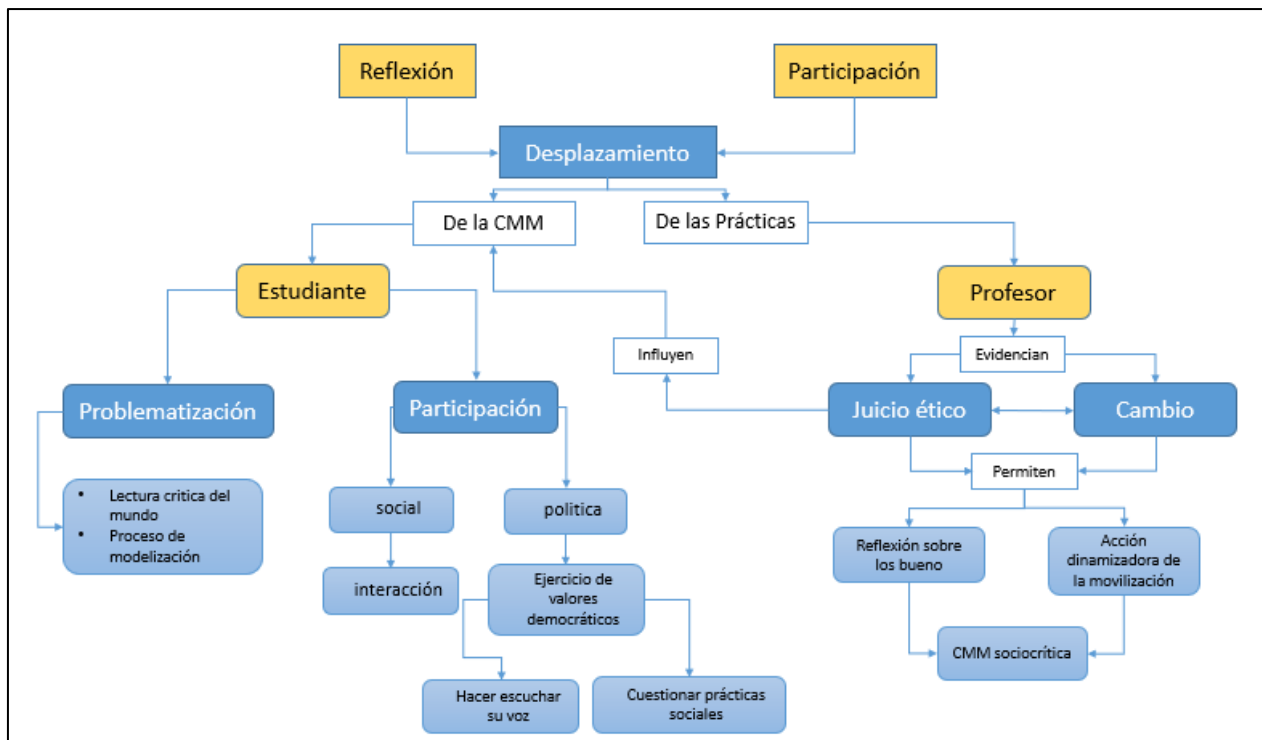 Reflexión
Participación
Desplazamiento
De la CMM
De las Prácticas
Estudiante
Profesor
Influyen
Evidencian
Problematización
Participación
Juicio ético
Cambio
Permiten
• Lectura critica del
mundo
• Proceso de
modelización
social
politica
Reflexión sobre
los bueno
Acción
dinamizadora de
la movilización
interacción
Ejercicio de
valores
democráticos
CMM sociocrítica
Hacer escuchar
su voz
Cuestionar prácticas
sociales